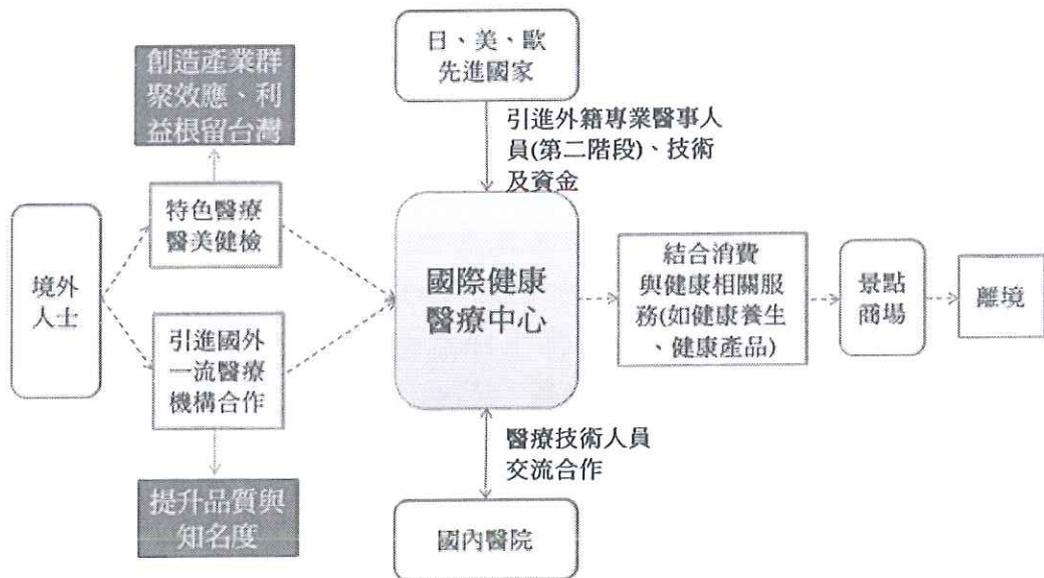 日、美、歐
先進國家
創造產業群
聚效應、利
益根留台灣
引進外籍專業醫事人
員(第二階段)、技術
及資金
特色醫療
醫美健檢
境外
人士
國際健康
醫療中心
結合消費
與健康相關服
務(如健康養生
、健康產品)
景點
商場
離境
引進國外
一流醫療
機構合作
醫療技術人員
交流合作
提升品質與
知名度
國內醫院